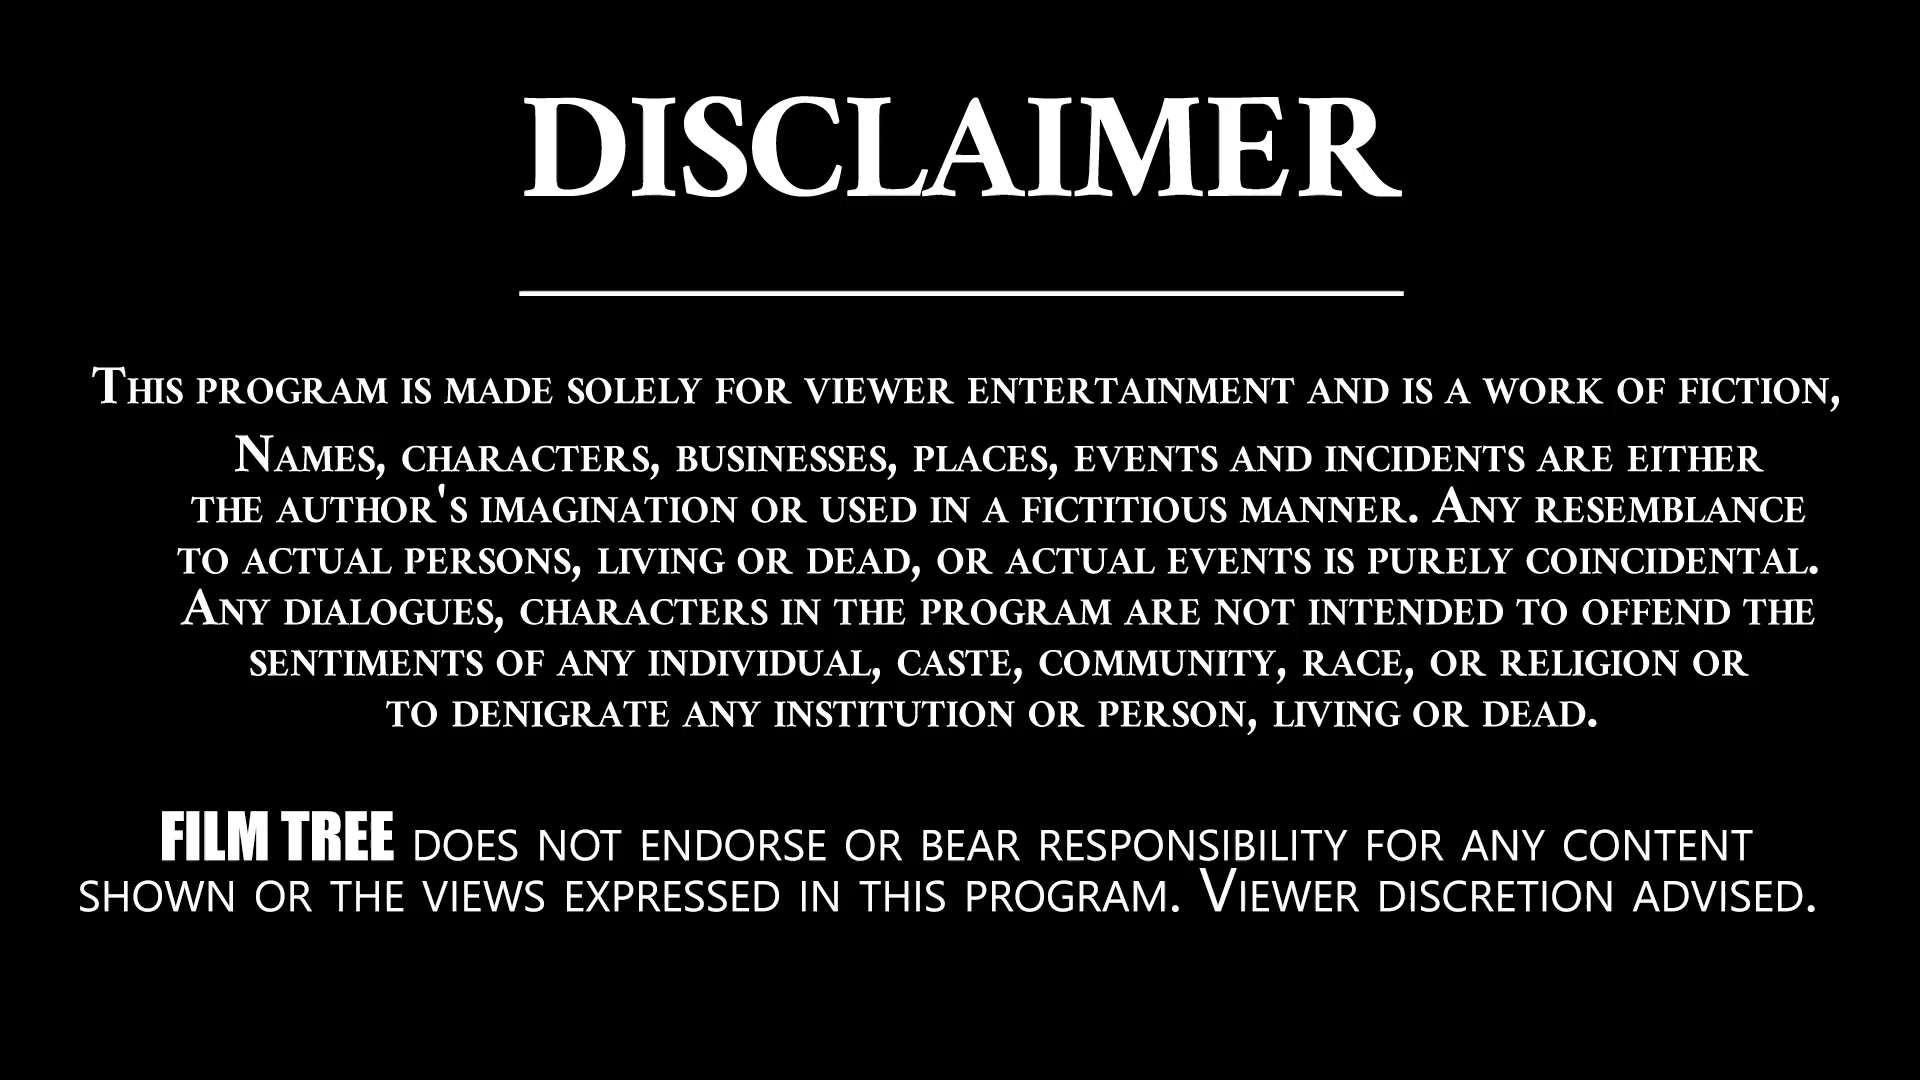 DISCLAIMER
This program is made solely for viewer entertainment and is a work of fiction,
Names, characters, businesses, places, events and incidents are either
the author's imagination or used in a fictitious manner. Any resemblance
to actual persons, living or dead, or actual events is purely coincidental.
Any dialogues, characters in the program are not intended to offend the
sentiments of any individual, caste, community, race, or religion or
to denigrate any institution or person, living or dead.
FILM TREE does not endorse or bear responsibility for any content
shown or the views expressed in this program. Viewer discretion advised.